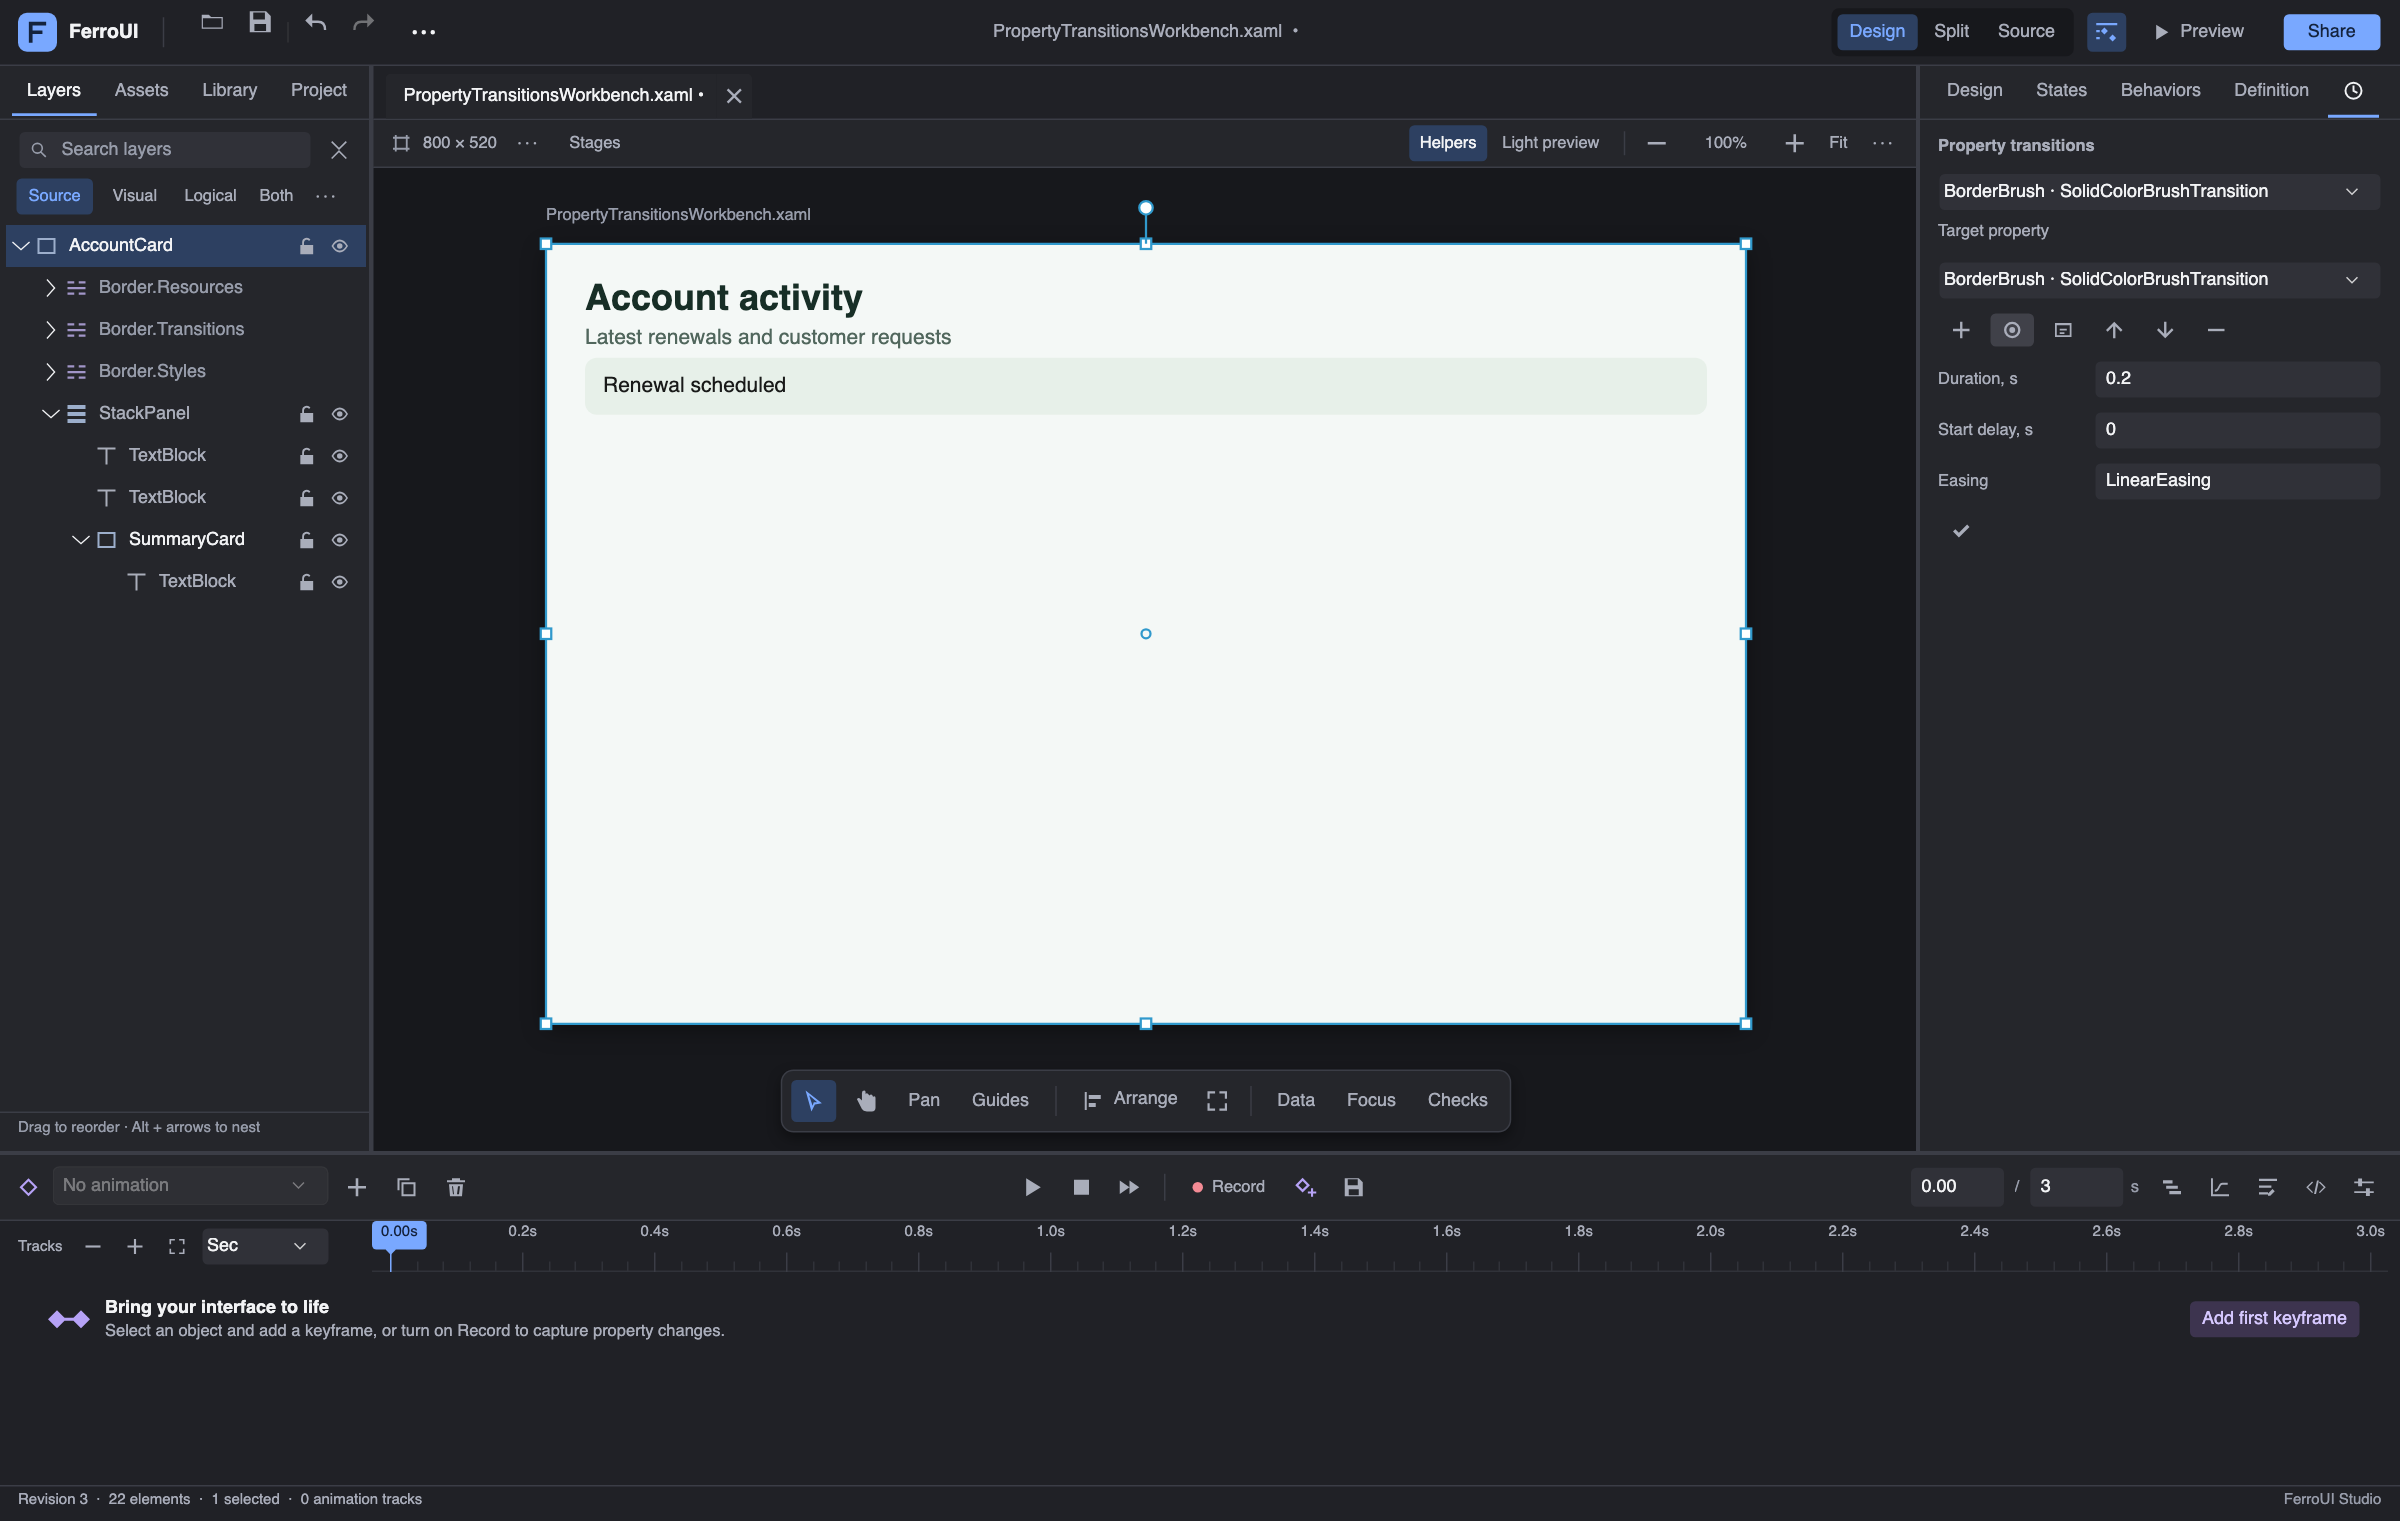 F FerroUI
PropertyTransitionsWorkbench.xaml •
Design Split Source Preview Share
Layers Assets Library Project
PropertyTransitionsWorkbench.xaml •
Design States Behaviors Definition
Search layers
800 × 520 ··· Stages
Helpers Light preview 100% Fit ···
Property transitions
Source Visual Logical Both ···
BorderBrush · SolidColorBrushTransition
Target property
BorderBrush · SolidColorBrushTransition
Duration, s 0.2
Start delay, s 0
Easing LinearEasing
AccountCard
Border.Resources
Border.Transitions
Border.Styles
StackPanel
TextBlock
TextBlock
SummaryCard
TextBlock
PropertyTransitionsWorkbench.xaml
Account activity
Latest renewals and customer requests
Renewal scheduled
Pan Guides Arrange Data Focus Checks
Drag to reorder · Alt + arrows to nest
No animation
Record
0.00 / 3 s
Tracks Sec
0.00s 0.2s 0.4s 0.6s 0.8s 1.0s 1.2s 1.4s 1.6s 1.8s 2.0s 2.2s 2.4s 2.6s 2.8s 3.0s
Bring your interface to life
Select an object and add a keyframe, or turn on Record to capture property changes.
Add first keyframe
Revision 3 · 22 elements · 1 selected · 0 animation tracks
FerroUI Studio